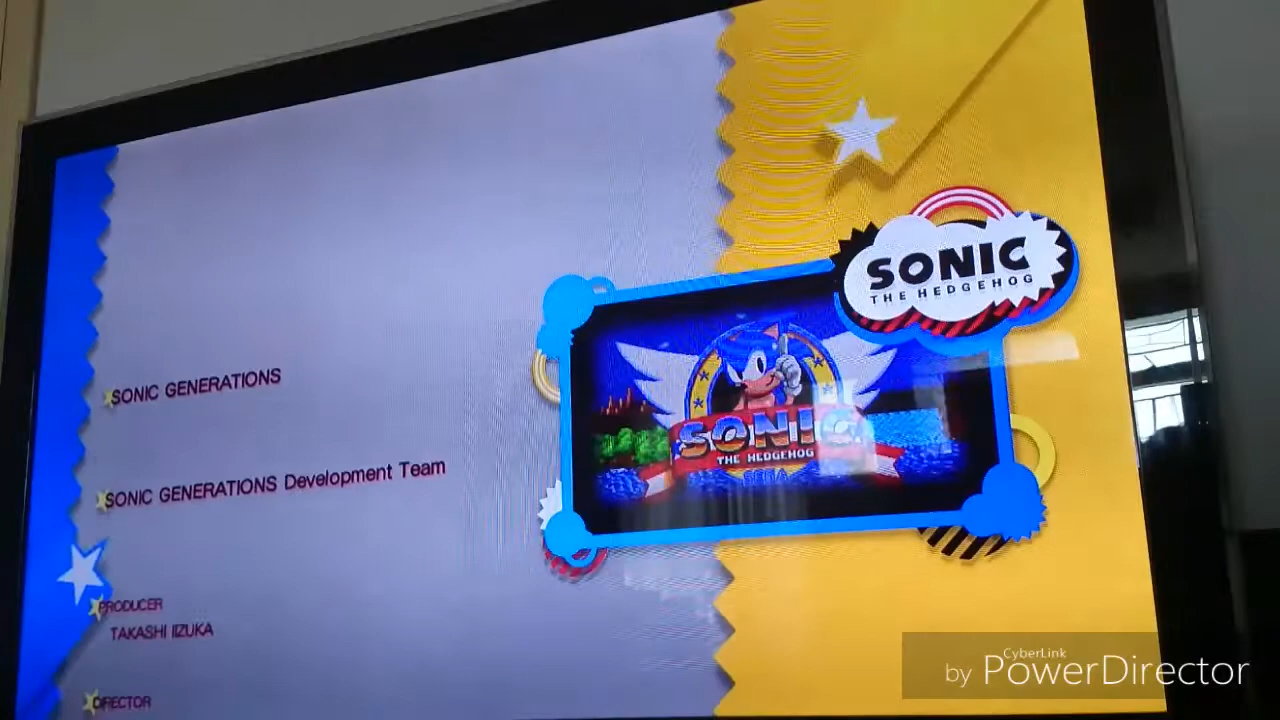 SONIC GENERATIONS
SONIC GENERATIONS Development Team
PRODUCER
TAKASHI IIZUKA
DIRECTOR
SONIC
THE HEDGEHOG
SONIC
THE HEDGEHOG
SEGA
CyberLink
by PowerDirector